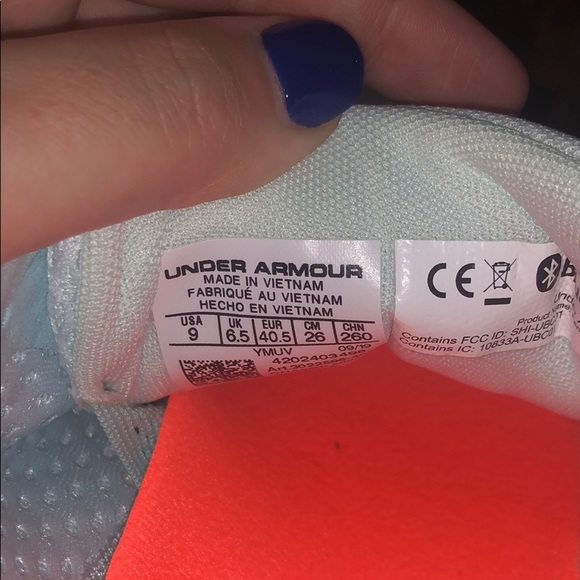 UNDER ARMOUR
MADE IN VIETNAM
FABRIQUÉ AU VIETNAM
HECHO EN VIETNAM
USA UK EUR CM CHN
9 6.5 40.5 26 260
YMUV 09/19
CE
Contains FCC ID:
Contains IC: